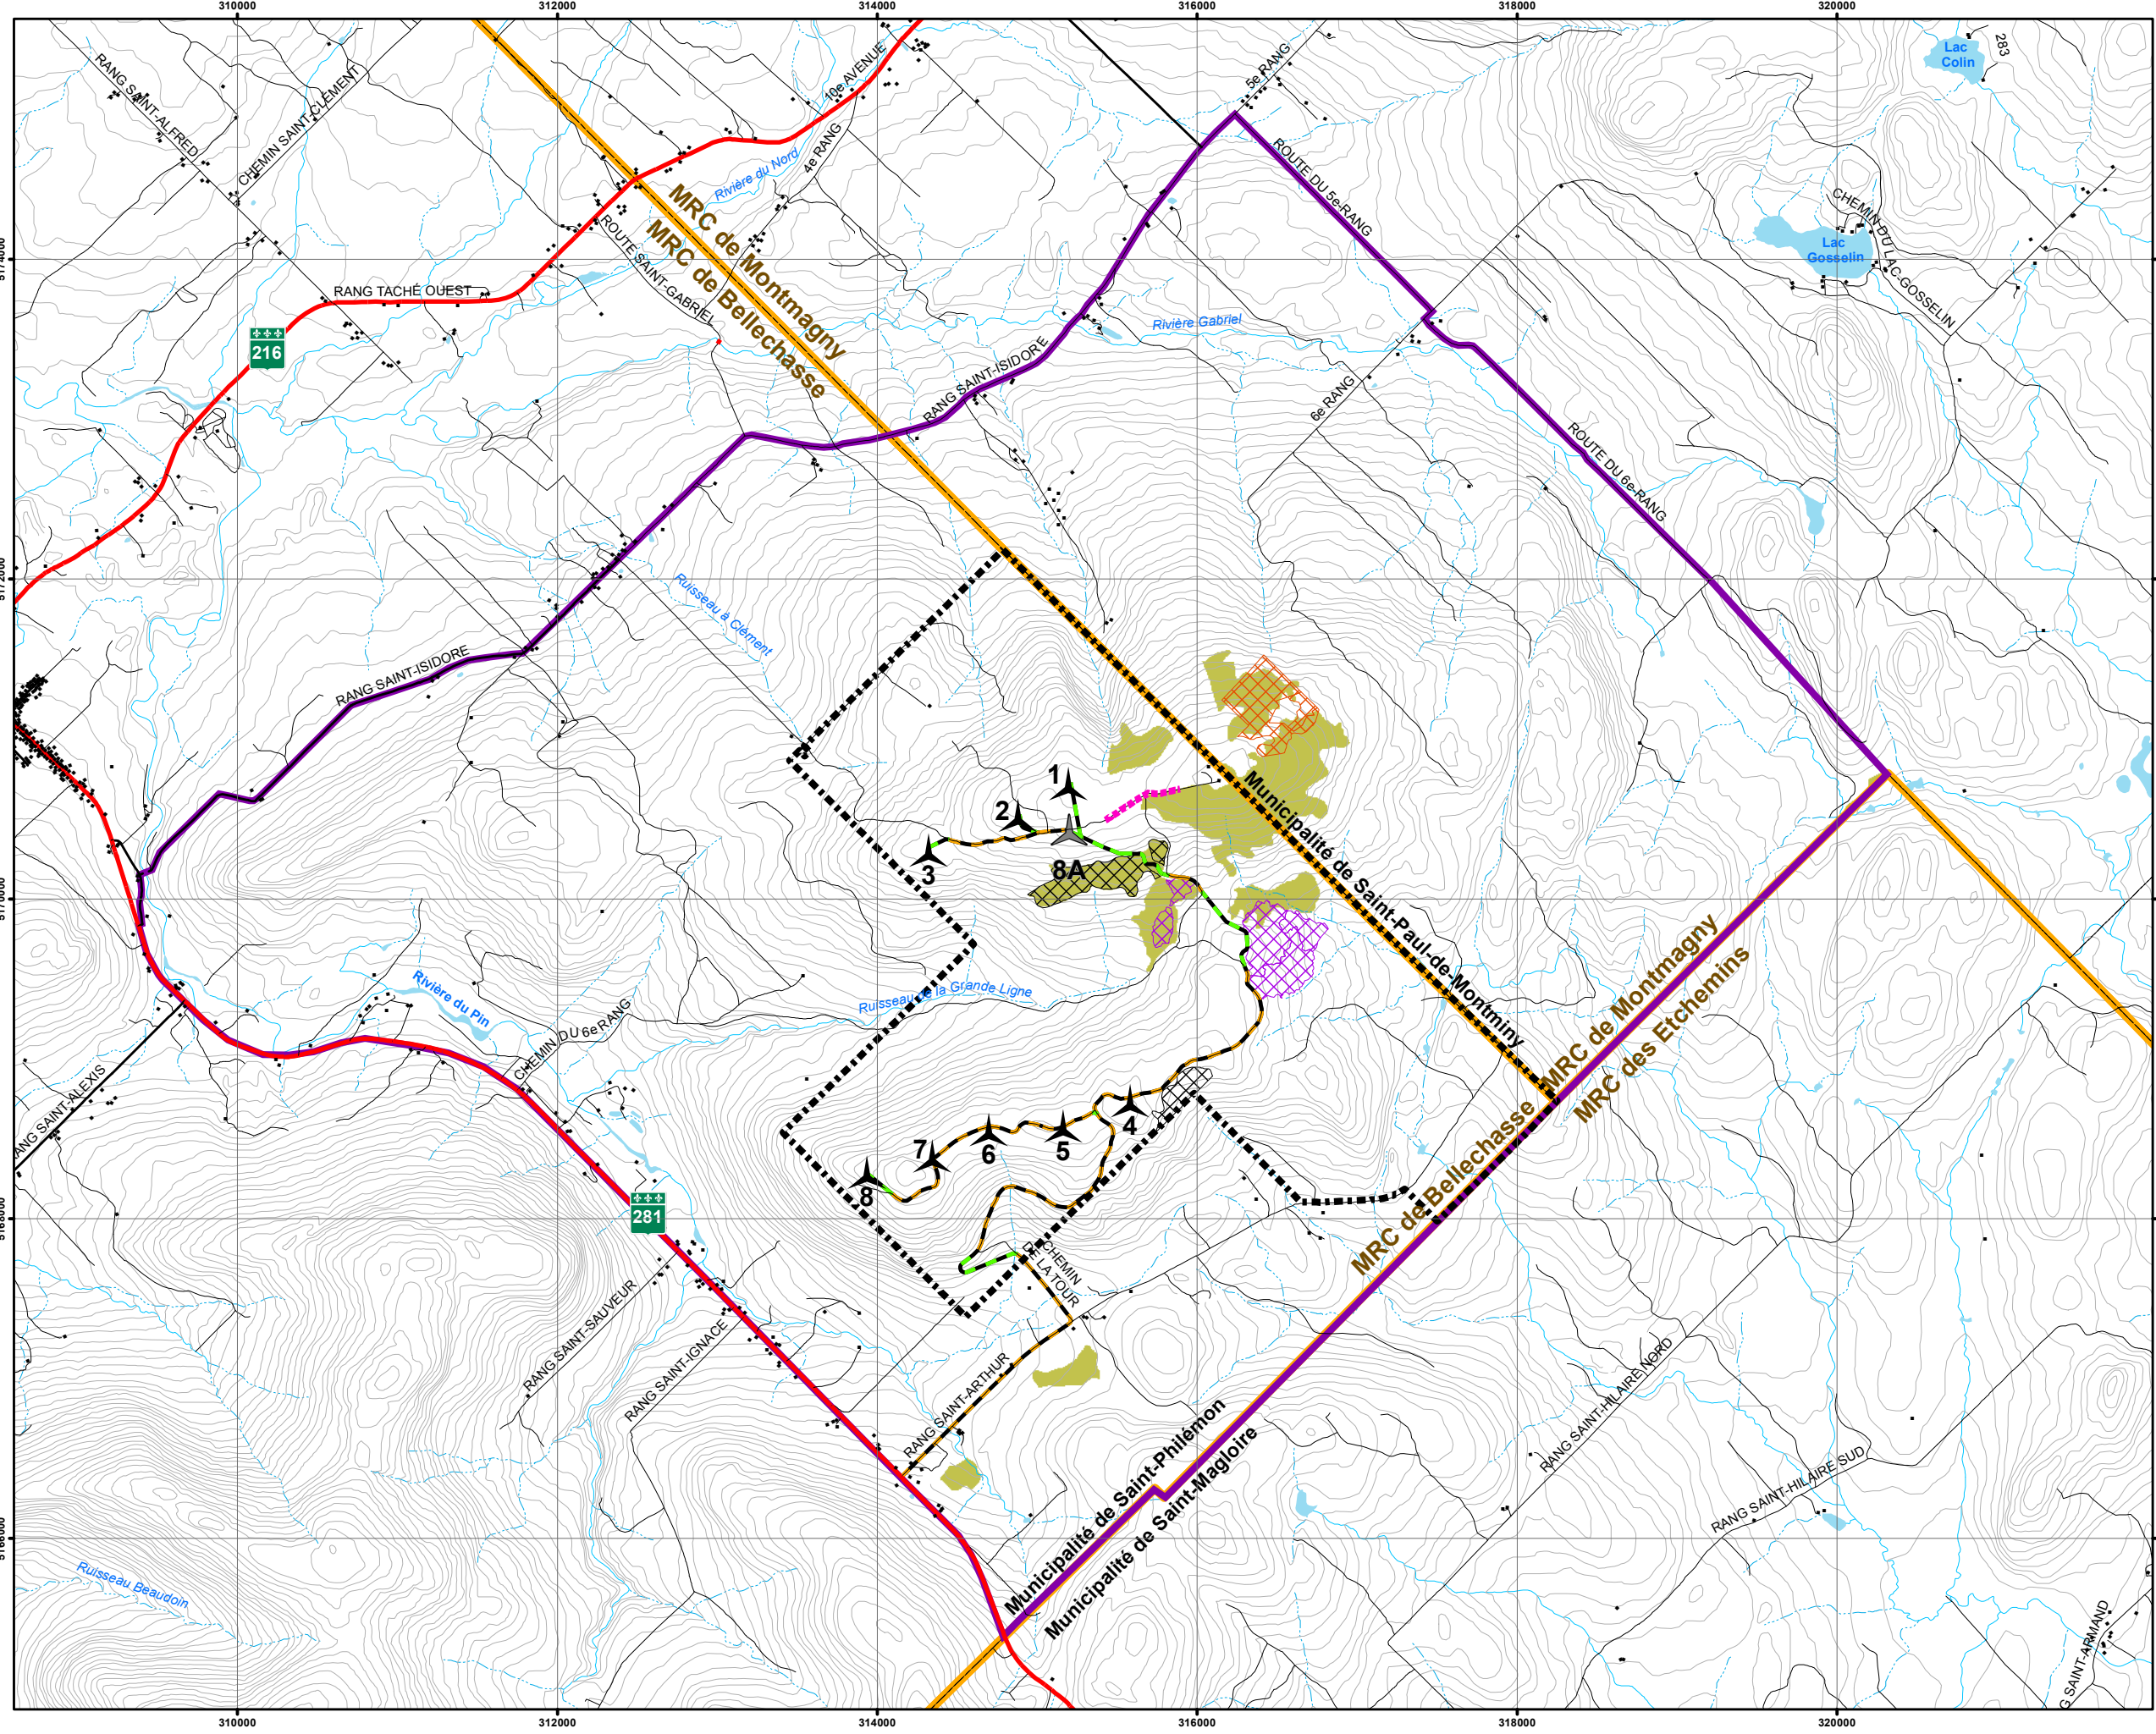 310000
312000
314000
316000
318000
320000
Lac
Colin
283
RANG SAINT-ALFRED
CHEMIN SAINT-CLÉMENT
10e AVENUE
5e RANG
4e RANG
Rivière du Nord
ROUTE DU 5e-RANG
MRC de Montmagny
MRC de Bellechasse
ROUTE SAINT-GABRIEL
CHEMIN-DU-LAC-GOSSELIN
Lac
Gosselin
RANG TACHÉ OUEST
216
Rivière Gabriel
RANG SAINT-ISIDORE
6e RANG
ROUTE DU 6e-RANG
Ruisseau à Clément
RANG SAINT-ISIDORE
1
2
3
8A
Municipalité de Saint-Paul-de-Montminy
Ruisseau de la Grande Ligne
Rivière du Pin
CHEMIN DU 6e RANG
MRC de Montmagny
MRC des Etchemins
RANG SAINT-ALEXIS
4
5
6
7
8
MRC de Bellechasse
281
CHEMIN
DE LA TOUR
RANG SAINT-SAUVEUR
RANG SAINT-IGNACE
RANG SAINT-ARTHUR
RANG SAINT-HILAIRE NORD
RANG SAINT-HILAIRE SUD
Municipalité de Saint-Philémon
Municipalité de Saint-Magloire
Ruisseau Beaudoin
SAINT-ARMAND
310000
312000
314000
316000
318000
320000